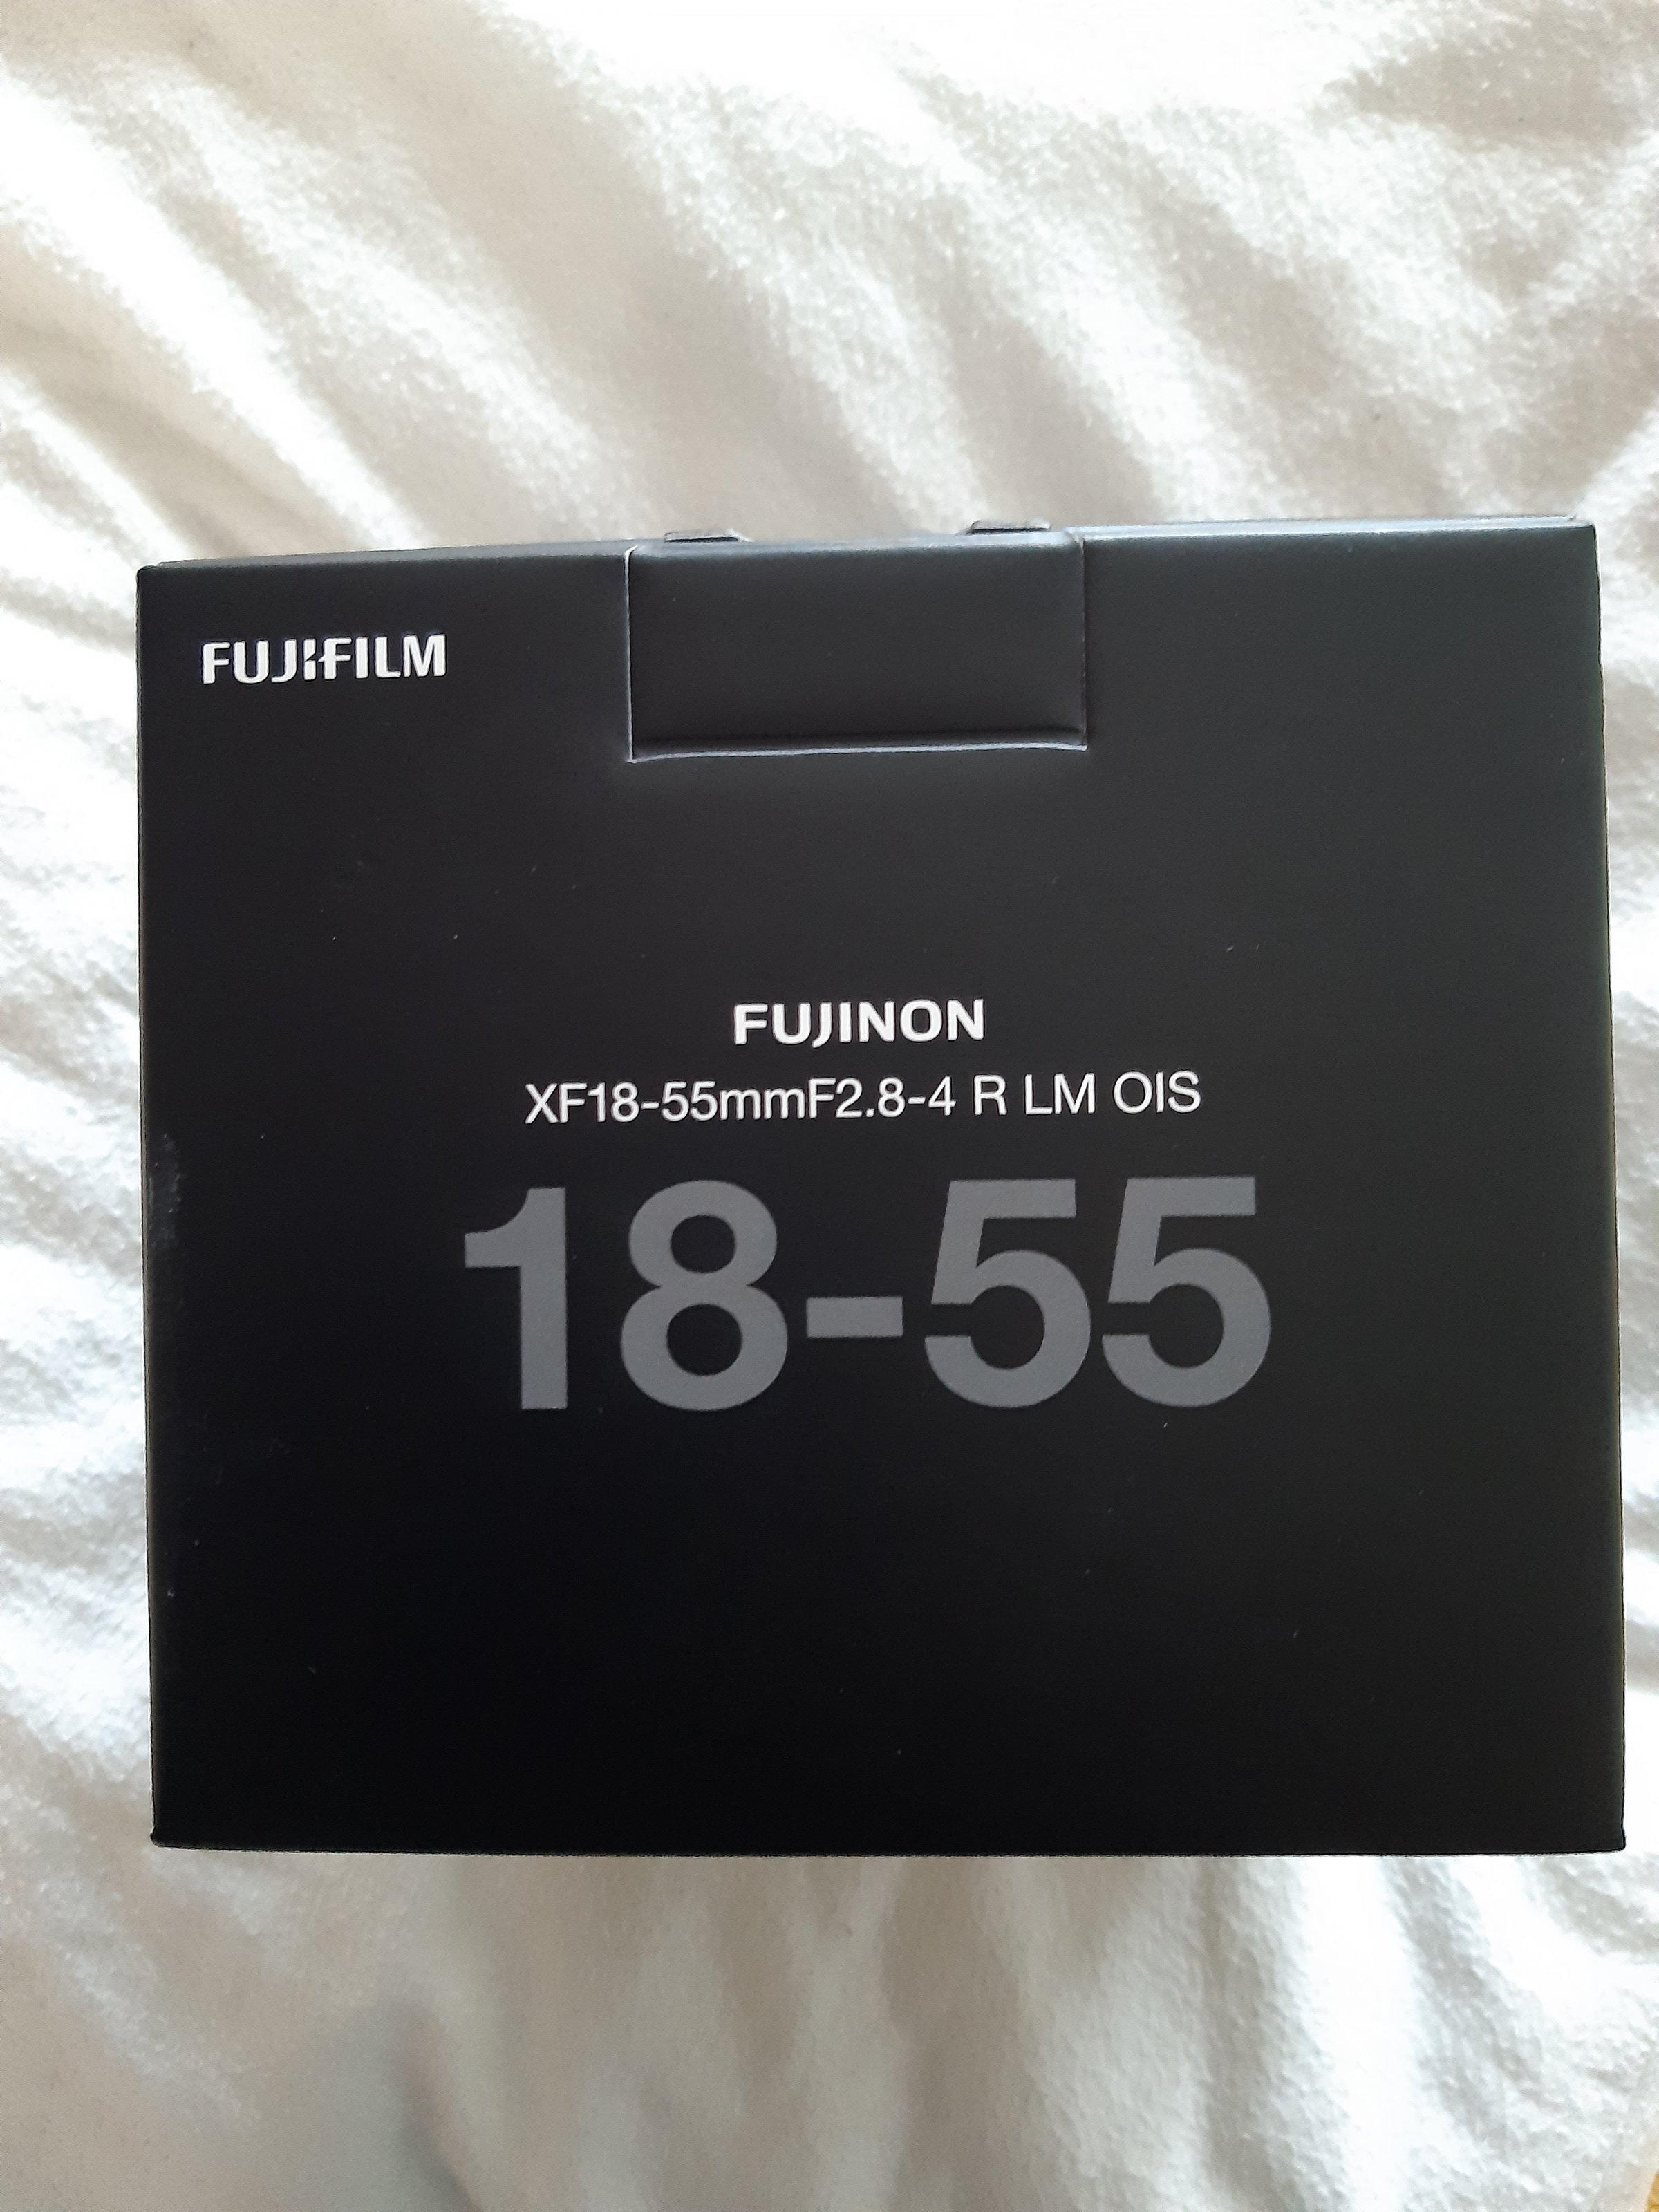 FUJIFILM
FUJINON
XF18-55mmF2.8-4 R LM OIS
18-55